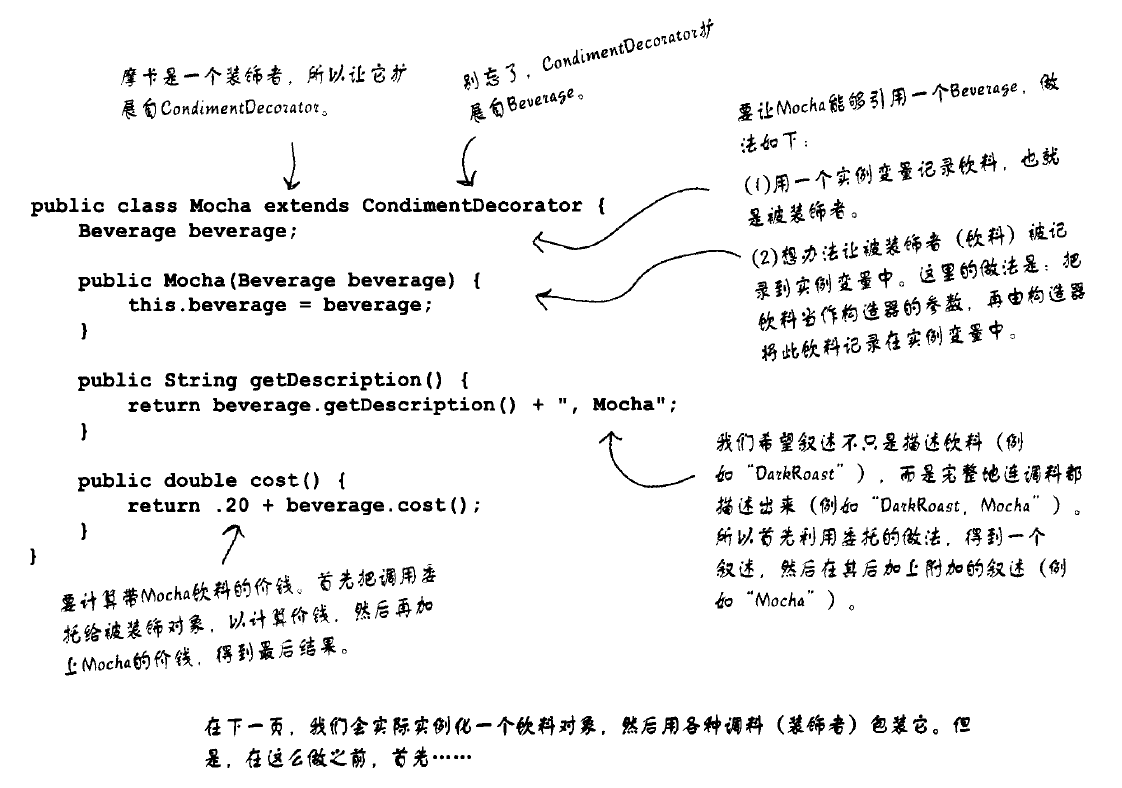 摩卡是一个装饰者，所以让它扩
展自CondimentDecorator。
别忘了，CondimentDecorator扩
展自Beverage。
要让Mocha能够引用一个Beverage，做
法如下：
(1)用一个实例变量记录饮料，也就
是被装饰者。
(2)想办法让被装饰者（饮料）被记
录到实例变量中。这里的做法是：把
饮料当作构造器的参数，再由构造器
将此饮料记录在实例变量中。
public class Mocha extends CondimentDecorator {
    Beverage beverage;
    public Mocha(Beverage beverage) {
        this.beverage = beverage;
    }
    public String getDescription() {
        return beverage.getDescription() + ", Mocha";
    }
    public double cost() {
        return .20 + beverage.cost();
    }
}
我们希望叙述不只是描述饮料（例
如“DarkRoast”），而是完整地连调料都
描述出来（例如“DarkRoast, Mocha”）。
所以首先利用委托的做法，得到一个
叙述，然后在其后加上附加的叙述（例
如“Mocha”）。
要计算带Mocha饮料的价钱。首先把调用委
托给被装饰对象，以计算价钱，然后再加
上Mocha的价钱，得到最后结果。
在下一页，我们会实际实例化一个饮料对象，然后用各种调料（装饰者）包装它。但
是，在这么做之前，首先……